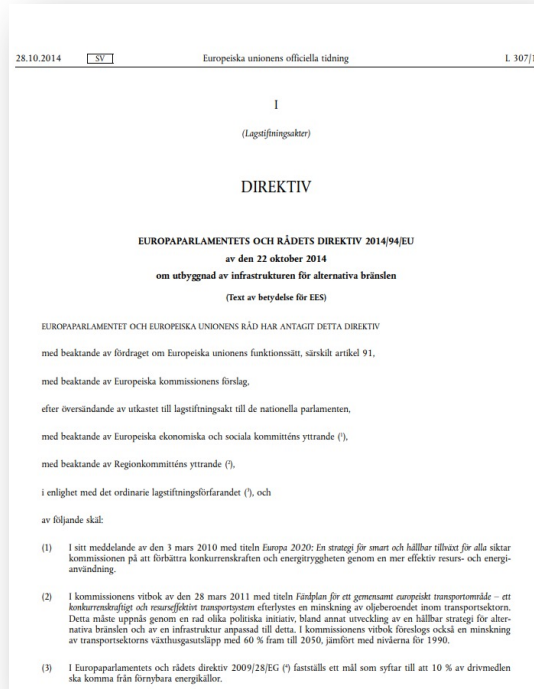 28.10.2014 SV Europeiska unionens officiella tidning L 307/1
I
(Lagstiftningsakter)
DIREKTIV
EUROPAPARLAMENTETS OCH RÅDETS DIREKTIV 2014/94/EU
av den 22 oktober 2014
om utbyggnad av infrastrukturen för alternativa bränslen
(Text av betydelse för EES)
EUROPAPARLAMENTET OCH EUROPEISKA UNIONENS RÅD HAR ANTAGIT DETTA DIREKTIV
med beaktande av fördraget om Europeiska unionens funktionssätt, särskilt artikel 91,
med beaktande av Europeiska kommissionens förslag,
efter översändande av utkastet till lagstiftningsakt till de nationella parlamenten,
med beaktande av Europeiska ekonomiska och sociala kommitténs yttrande (¹),
med beaktande av Regionkommitténs yttrande (²),
i enlighet med det ordinarie lagstiftningsförfarandet (³), och
av följande skäl:
(1) I sitt meddelande av den 3 mars 2010 med titeln Europa 2020: En strategi för smart och hållbar tillväxt för alla siktar
kommissionen på att förbättra konkurrenskraften och energitryggheten genom en mer effektiv resurs- och energi-
användning.
(2) I kommissionens vitbok av den 28 mars 2011 med titeln Färdplan för ett gemensamt europeiskt transportområde – ett
konkurrenskraftigt och resurseffektivt transportsystem efterlystes en minskning av oljeberoendet inom transportsektorn.
Detta måste uppnås genom en rad olika politiska initiativ, bland annat utveckling av en hållbar strategi för alter-
nativa bränslen och av en infrastruktur anpassad till detta. I kommissionens vitbok föreslogs också en minskning
av transportsektorns växthusgasutsläpp med 60 % fram till 2050, jämfört med nivåerna för 1990.
(3) I Europaparlamentets och rådets direktiv 2009/28/EG (⁴) fastställs ett mål som syftar till att 10 % av drivmedlen
ska komma från förnybara energikällor.